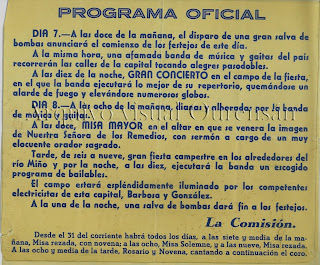 PROGRAMA OFICIAL
DIA 7.—A las doce de la mañana, el disparo de una gran salva de
bombas anunciará el comienzo de los festejos de este día.
A la misma hora, una afamada banda de música y gaitas del país
recorrerán las calles de la capital tocando alegres pasodobles.
A las diez de la noche, GRAN CONCIERTO en el campo de la fiesta,
en el que la banda ejecutará lo mejor de su repertorio, quemándose un
alarde de fuego y elevándose numerosos globos.
DIA 8.—A las ocho de la mañana, dianas y alborada por la banda
de música y gaitas.
A las doce, MISA MAYOR en el altar en que se venera la imagen
de Nuestra Señora de los Remedios, con sermón a cargo de un muy
elocuente orador sagrado.
Tarde, de seis a nueve, gran fiesta campestre en los alrededores del
río Miño y por la noche, a las diez, ejecutará la banda un escogido
programa de bailables.
El campo estará espléndidamente iluminado por los competentes
electricistas de esta capital, Barbosa y González.
A la una de la noche, una salva de bombas dará fin a los festejos.
La Comisión.
Desde el 31 del corriente habrá todos los días, a las siete y media de la ma-
ñana, Misa rezada, con novena; a las ocho, Misa Solemne, y a las nueve, Misa rezada.
A las ocho y media de la tarde, Rosario y Novena, cantando a continuación el coro.